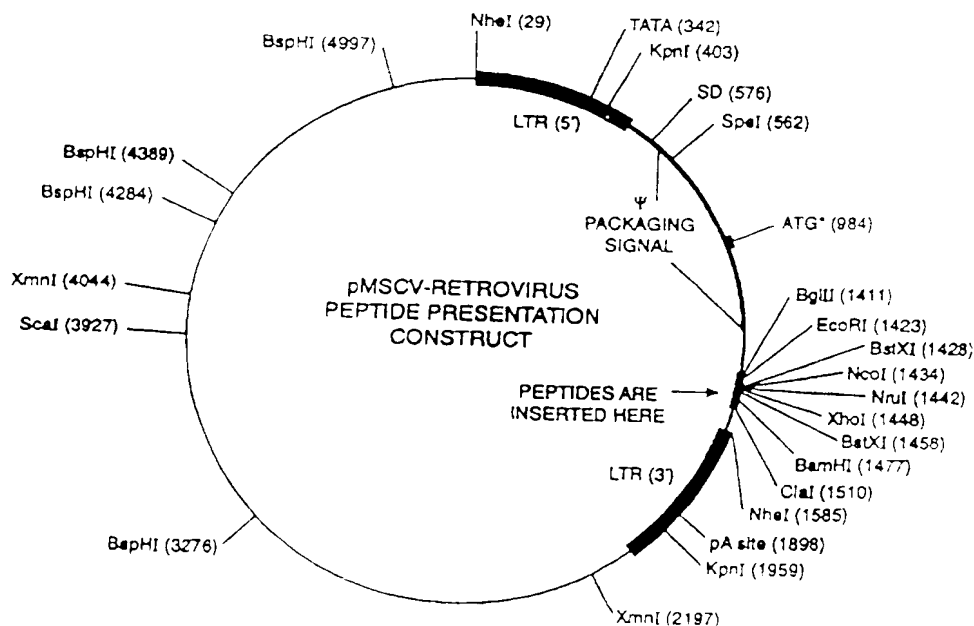 NheI (29)
TATA (342)
KpnI (403)
BspHI (4997)
SD (576)
SpeI (562)
LTR (5')
BspHI (4389)
BspHI (4284)
Ψ
PACKAGING
SIGNAL
ATG* (984)
XmnI (4044)
ScaI (3927)
pMSCV-RETROVIRUS
PEPTIDE PRESENTATION
CONSTRUCT
BglII (1411)
EcoRI (1423)
BstXI (1428)
NcoI (1434)
NruI (1442)
XhoI (1448)
BstXI (1458)
BamHI (1477)
ClaI (1510)
NheI (1585)
PEPTIDES ARE
INSERTED HERE
LTR (3')
pA site (1898)
KpnI (1959)
BspHI (3276)
XmnI (2197)